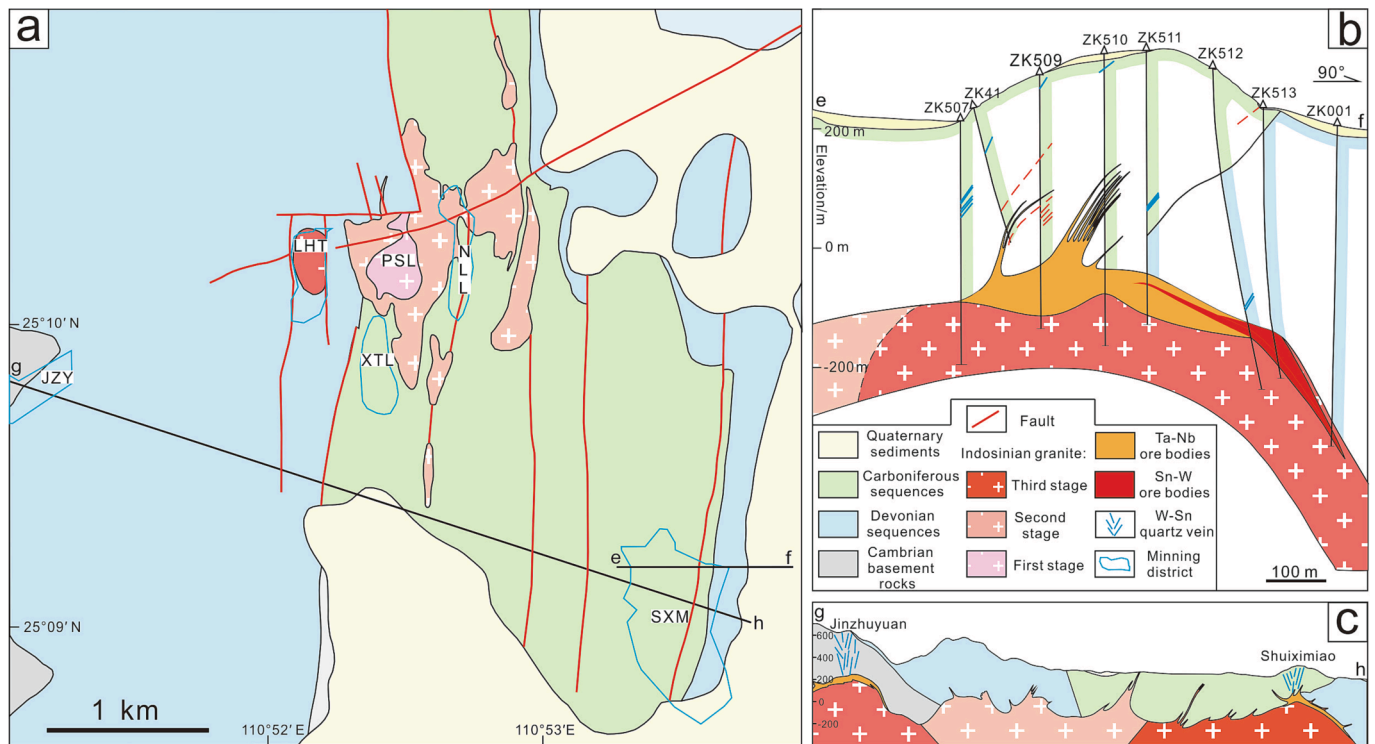 a
LHT
PSL
N
L
L
25°10′ N
g
JZY
XTL
e
f
SXM
h
25°09′ N
1 km
110°52′E
110°53′E
b
ZK510
ZK511
ZK509
ZK512
90°
ZK41
ZK513
e
ZK507
ZK001
f
200 m
Elevation/m
0 m
-200m
Fault
Quaternary
sediments
Indosinian granite:
Ta-Nb
ore bodies
Carboniferous
sequences
Third stage
Sn-W
ore bodies
Devonian
sequences
Second
stage
W-Sn
quartz vein
Cambrian
basement
rocks
First stage
Minning
district
100 m
g
Jinzhuyuan
c
600
400
Shuiximiao
h
200
0
-200